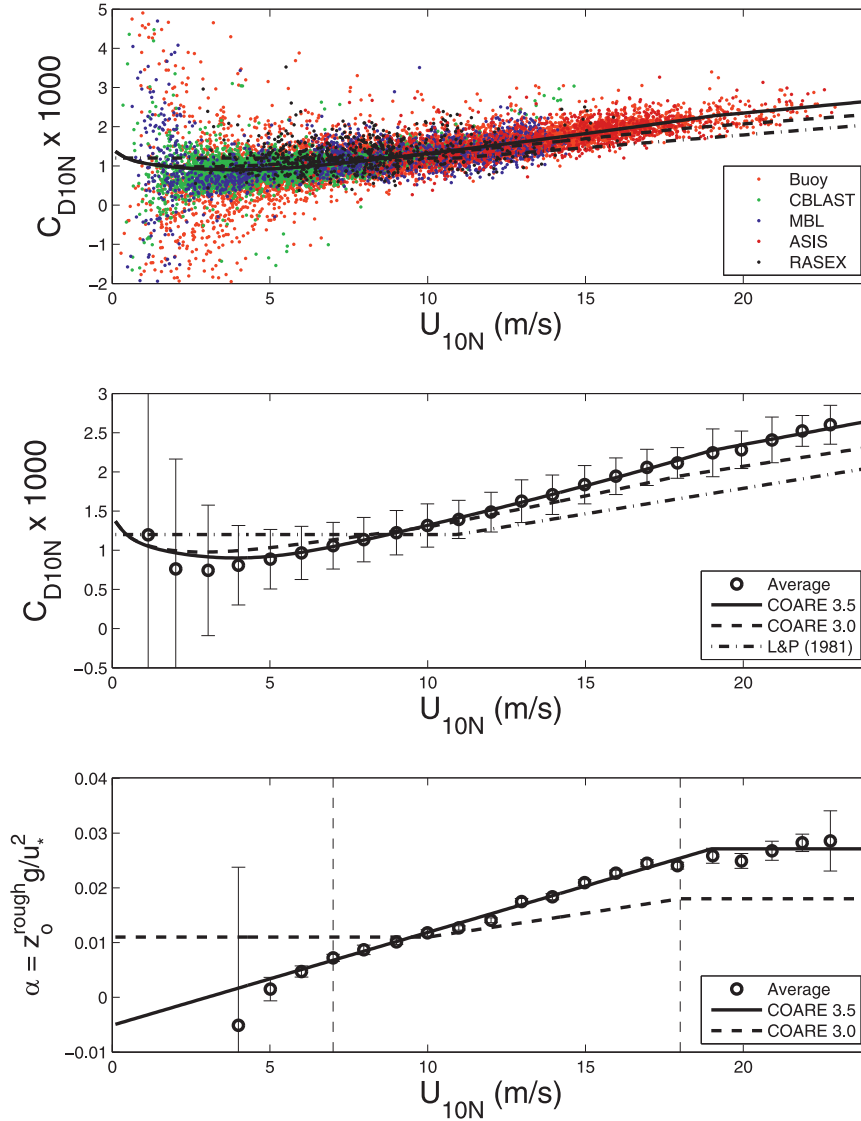 5
4
3
2
1
0
−1
−2
C_D10N x 1000
0 5 10 15 20
U_10N (m/s)
Buoy
CBLAST
MBL
ASIS
RASEX
3
2.5
2
1.5
1
0.5
0
−0.5
C_D10N x 1000
0 5 10 15 20
U_10N (m/s)
Average
COARE 3.5
COARE 3.0
L&P (1981)
0.04
0.03
0.02
0.01
0
−0.01
α = z_o^rough g/u_*^2
0 5 10 15 20
U_10N (m/s)
Average
COARE 3.5
COARE 3.0